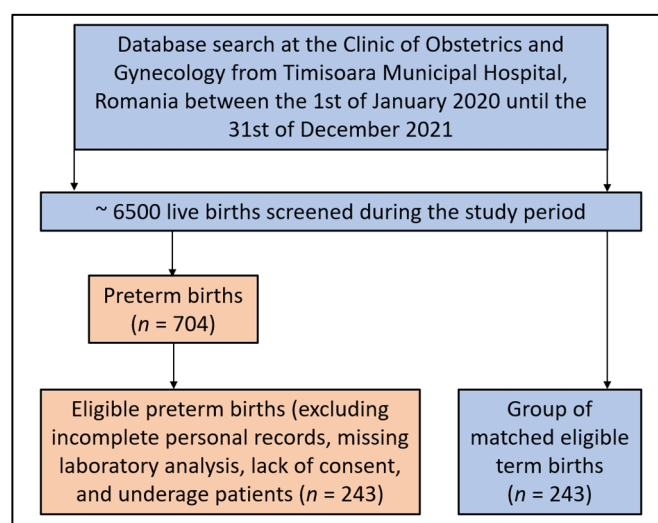 Database search at the Clinic of Obstetrics and
Gynecology from Timisoara Municipal Hospital,
Romania between the 1st of January 2020 until the
31st of December 2021
~ 6500 live births screened during the study period
Preterm births
(n = 704)
Eligible preterm births (excluding
incomplete personal records, missing
laboratory analysis, lack of consent,
and underage patients (n = 243)
Group of
matched eligible
term births
(n = 243)